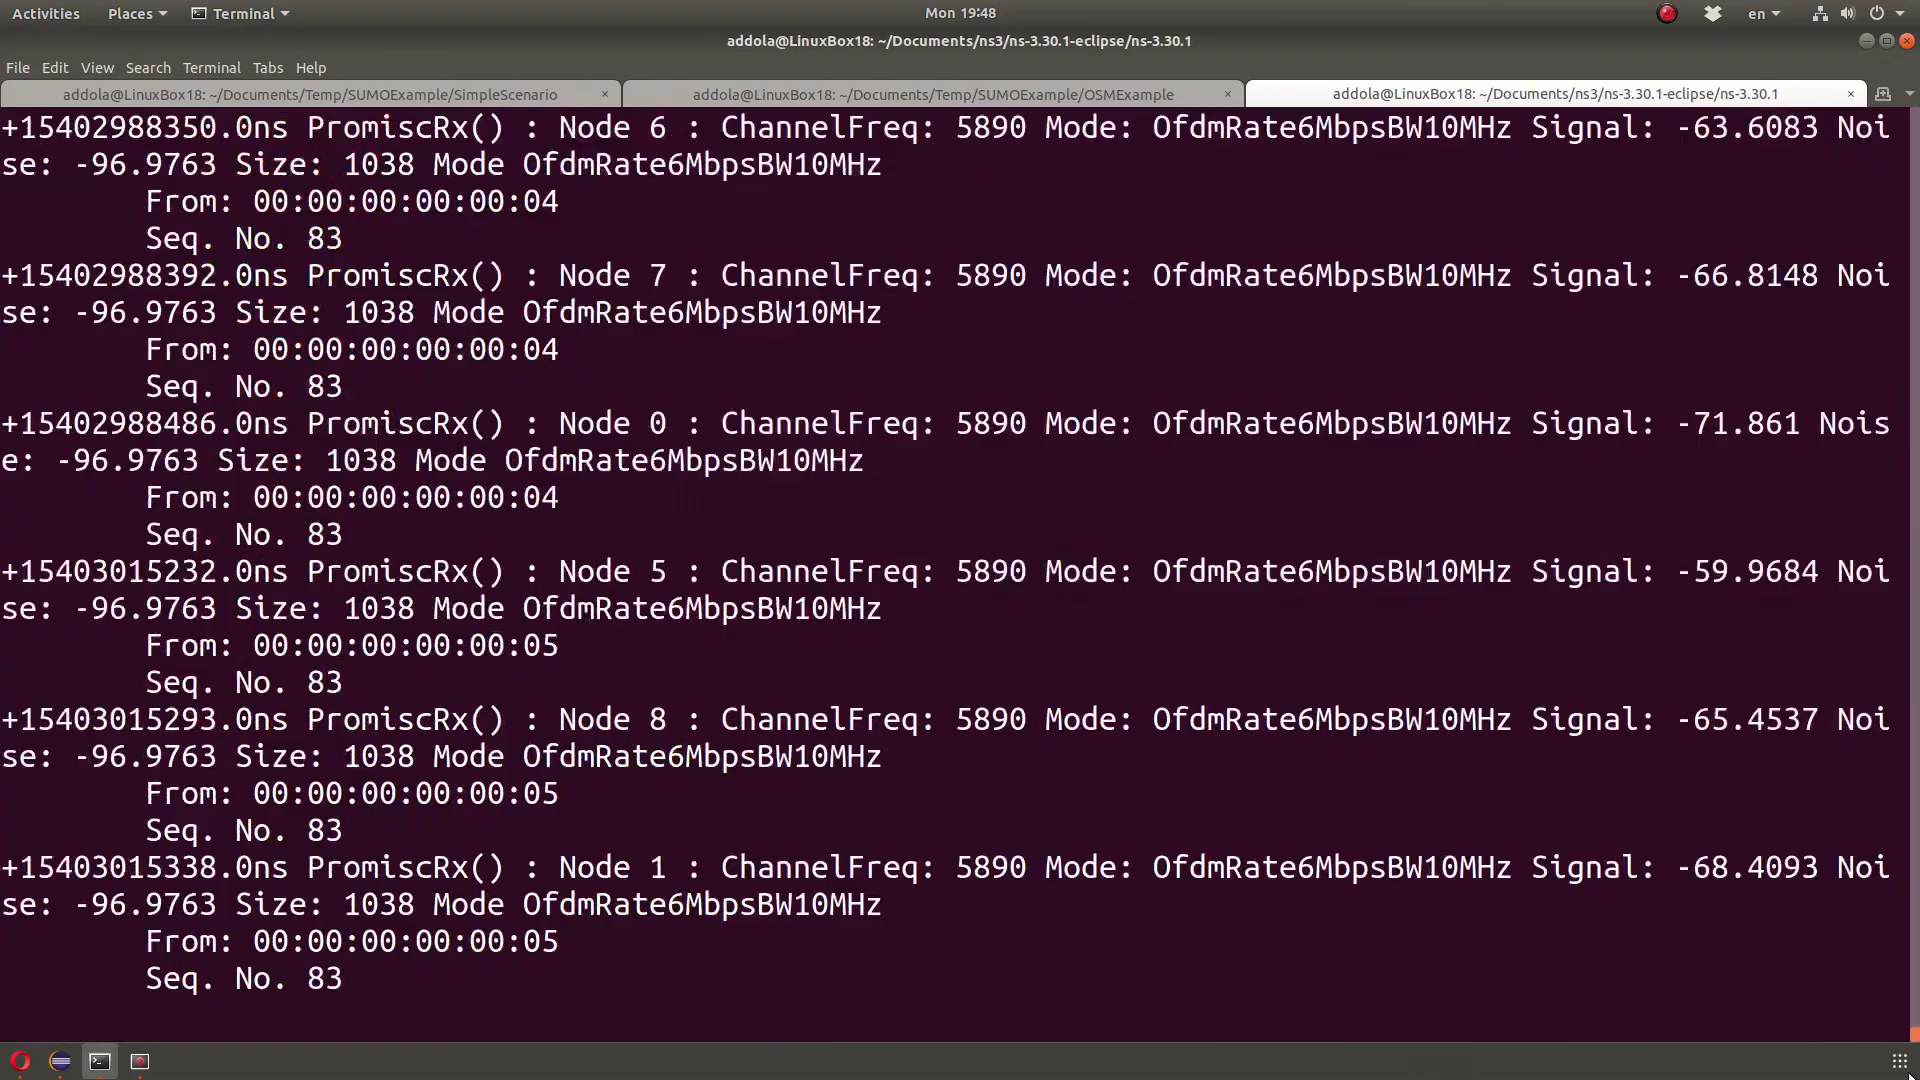 Activities Places Terminal Mon 19:48 en
addola@LinuxBox18: ~/Documents/ns3/ns-3.30.1-eclipse/ns-3.30.1
File Edit View Search Terminal Tabs Help
addola@LinuxBox18: ~/Documents/Temp/SUMOExample/SimpleScenario × addola@LinuxBox18: ~/Documents/Temp/SUMOExample/OSMExample × addola@LinuxBox18: ~/Documents/ns3/ns-3.30.1-eclipse/ns-3.30.1 ×
+15402988350.0ns PromiscRx() : Node 6 : ChannelFreq: 5890 Mode: OfdmRate6MbpsBW10MHz Signal: -63.6083 Noi
se: -96.9763 Size: 1038 Mode OfdmRate6MbpsBW10MHz
From: 00:00:00:00:00:04
Seq. No. 83
+15402988392.0ns PromiscRx() : Node 7 : ChannelFreq: 5890 Mode: OfdmRate6MbpsBW10MHz Signal: -66.8148 Noi
se: -96.9763 Size: 1038 Mode OfdmRate6MbpsBW10MHz
From: 00:00:00:00:00:04
Seq. No. 83
+15402988486.0ns PromiscRx() : Node 0 : ChannelFreq: 5890 Mode: OfdmRate6MbpsBW10MHz Signal: -71.861 Nois
e: -96.9763 Size: 1038 Mode OfdmRate6MbpsBW10MHz
From: 00:00:00:00:00:04
Seq. No. 83
+15403015232.0ns PromiscRx() : Node 5 : ChannelFreq: 5890 Mode: OfdmRate6MbpsBW10MHz Signal: -59.9684 Noi
se: -96.9763 Size: 1038 Mode OfdmRate6MbpsBW10MHz
From: 00:00:00:00:00:05
Seq. No. 83
+15403015293.0ns PromiscRx() : Node 8 : ChannelFreq: 5890 Mode: OfdmRate6MbpsBW10MHz Signal: -65.4537 Noi
se: -96.9763 Size: 1038 Mode OfdmRate6MbpsBW10MHz
From: 00:00:00:00:00:05
Seq. No. 83
+15403015338.0ns PromiscRx() : Node 1 : ChannelFreq: 5890 Mode: OfdmRate6MbpsBW10MHz Signal: -68.4093 Noi
se: -96.9763 Size: 1038 Mode OfdmRate6MbpsBW10MHz
From: 00:00:00:00:00:05
Seq. No. 83